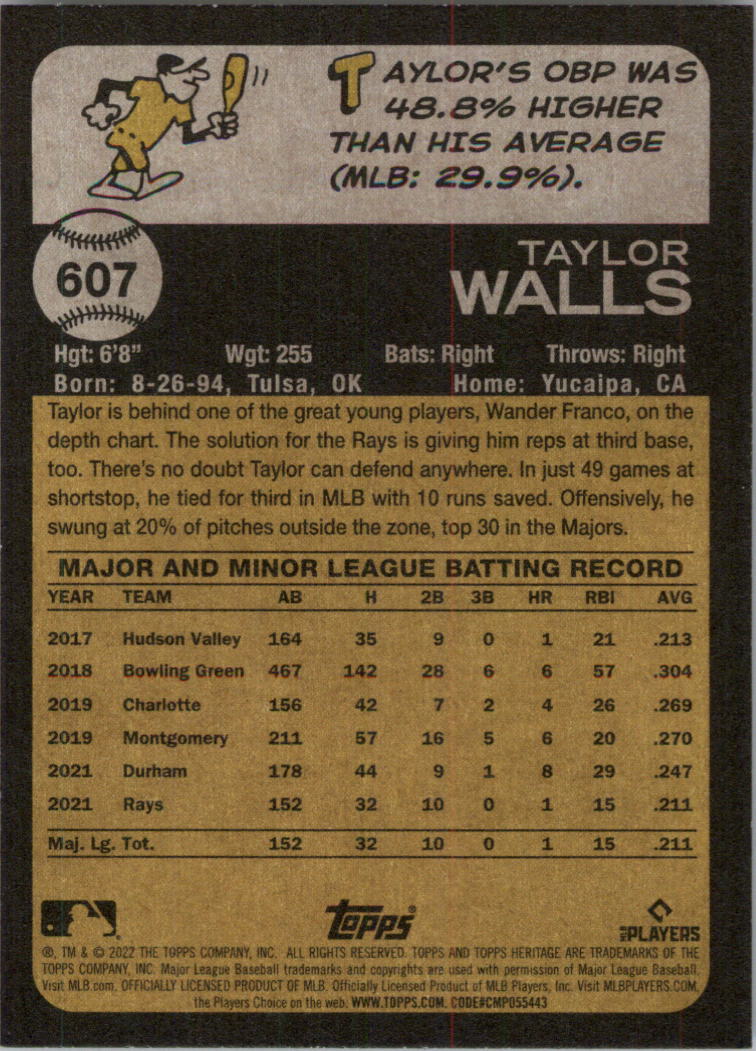 TAYLOR'S OBP WAS
48.8% HIGHER
THAN HIS AVERAGE
(MLB: 29.9%).
607
TAYLOR
WALLS
Hgt: 6'8" Wgt: 255 Bats: Right Throws: Right
Born: 8-26-94, Tulsa, OK Home: Yucaipa, CA
Taylor is behind one of the great young players, Wander Franco, on the
depth chart. The solution for the Rays is giving him reps at third base,
too. There's no doubt Taylor can defend anywhere. In just 49 games at
shortstop, he tied for third in MLB with 10 runs saved. Offensively, he
swung at 20% of pitches outside the zone, top 30 in the Majors.
MAJOR AND MINOR LEAGUE BATTING RECORD
YEAR TEAM AB H 2B 3B HR RBI AVG
2017 Hudson Valley 164 35 9 0 1 21 .213
2018 Bowling Green 467 142 28 6 6 57 .304
2019 Charlotte 156 42 7 2 4 26 .269
2019 Montgomery 211 57 16 5 6 20 .270
2021 Durham 178 44 9 1 8 29 .247
2021 Rays 152 32 10 0 1 15 .211
Maj. Lg. Tot. 152 32 10 0 1 15 .211
Topps®
MLB PLAYERS
®, TM & © 2022 THE TOPPS COMPANY, INC. ALL RIGHTS RESERVED. TOPPS AND TOPPS HERITAGE ARE TRADEMARKS OF THE
TOPPS COMPANY, INC. Major League Baseball trademarks and copyrights are used with permission of Major League Baseball.
Visit MLB.com. OFFICIALLY LICENSED PRODUCT OF MLB. Officially Licensed Product of MLB Players, Inc. Visit MLBPLAYERS.COM,
the Players Choice on the web. WWW.TOPPS.COM. CODE#CMP055443